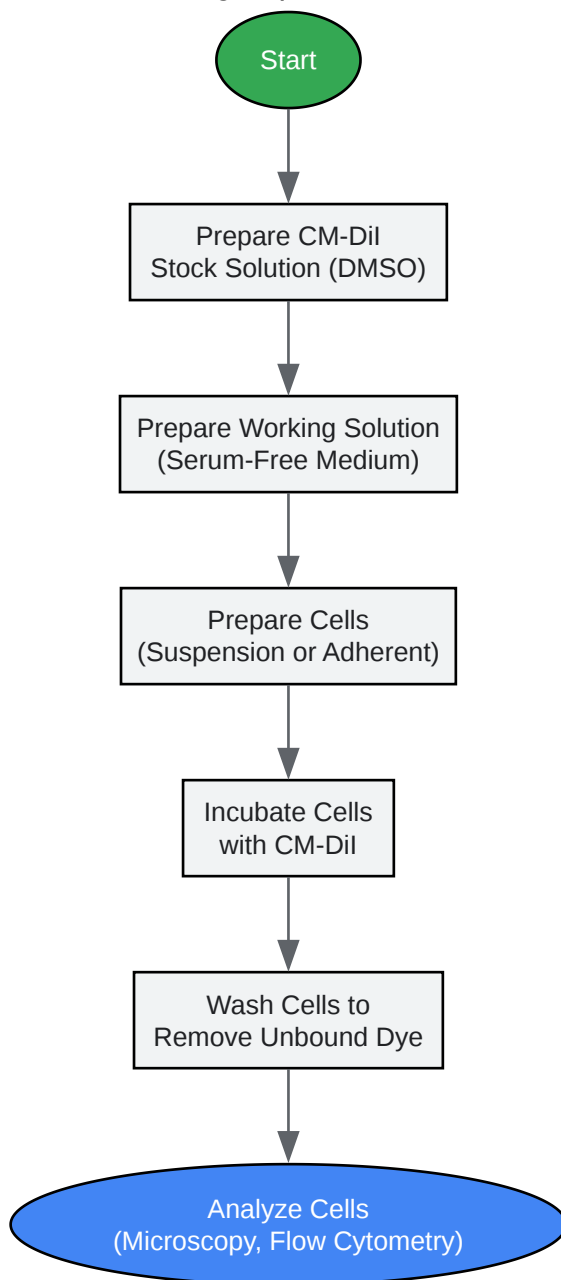 Start
Prepare CM-DiI
Stock Solution (DMSO)
Prepare Working Solution
(Serum-Free Medium)
Prepare Cells
(Suspension or Adherent)
Incubate Cells
with CM-DiI
Wash Cells to
Remove Unbound Dye
Analyze Cells
(Microscopy, Flow Cytometry)